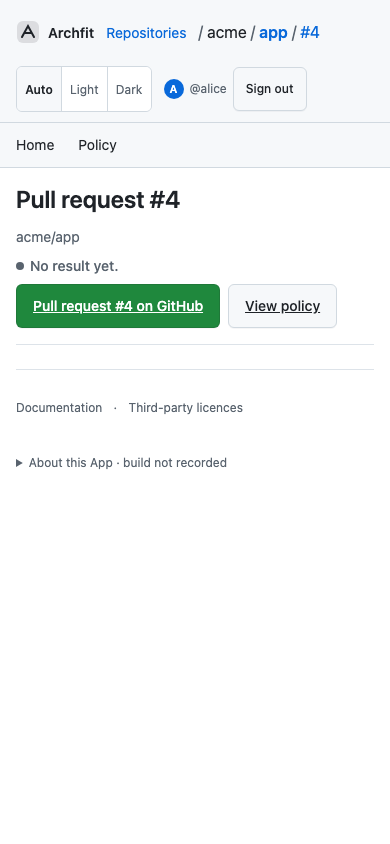 Archfit Repositories / acme / app / #4
Auto Light Dark A @alice Sign out
Home Policy
Pull request #4
acme/app
No result yet.
Pull request #4 on GitHub View policy
Documentation · Third-party licences
About this App · build not recorded